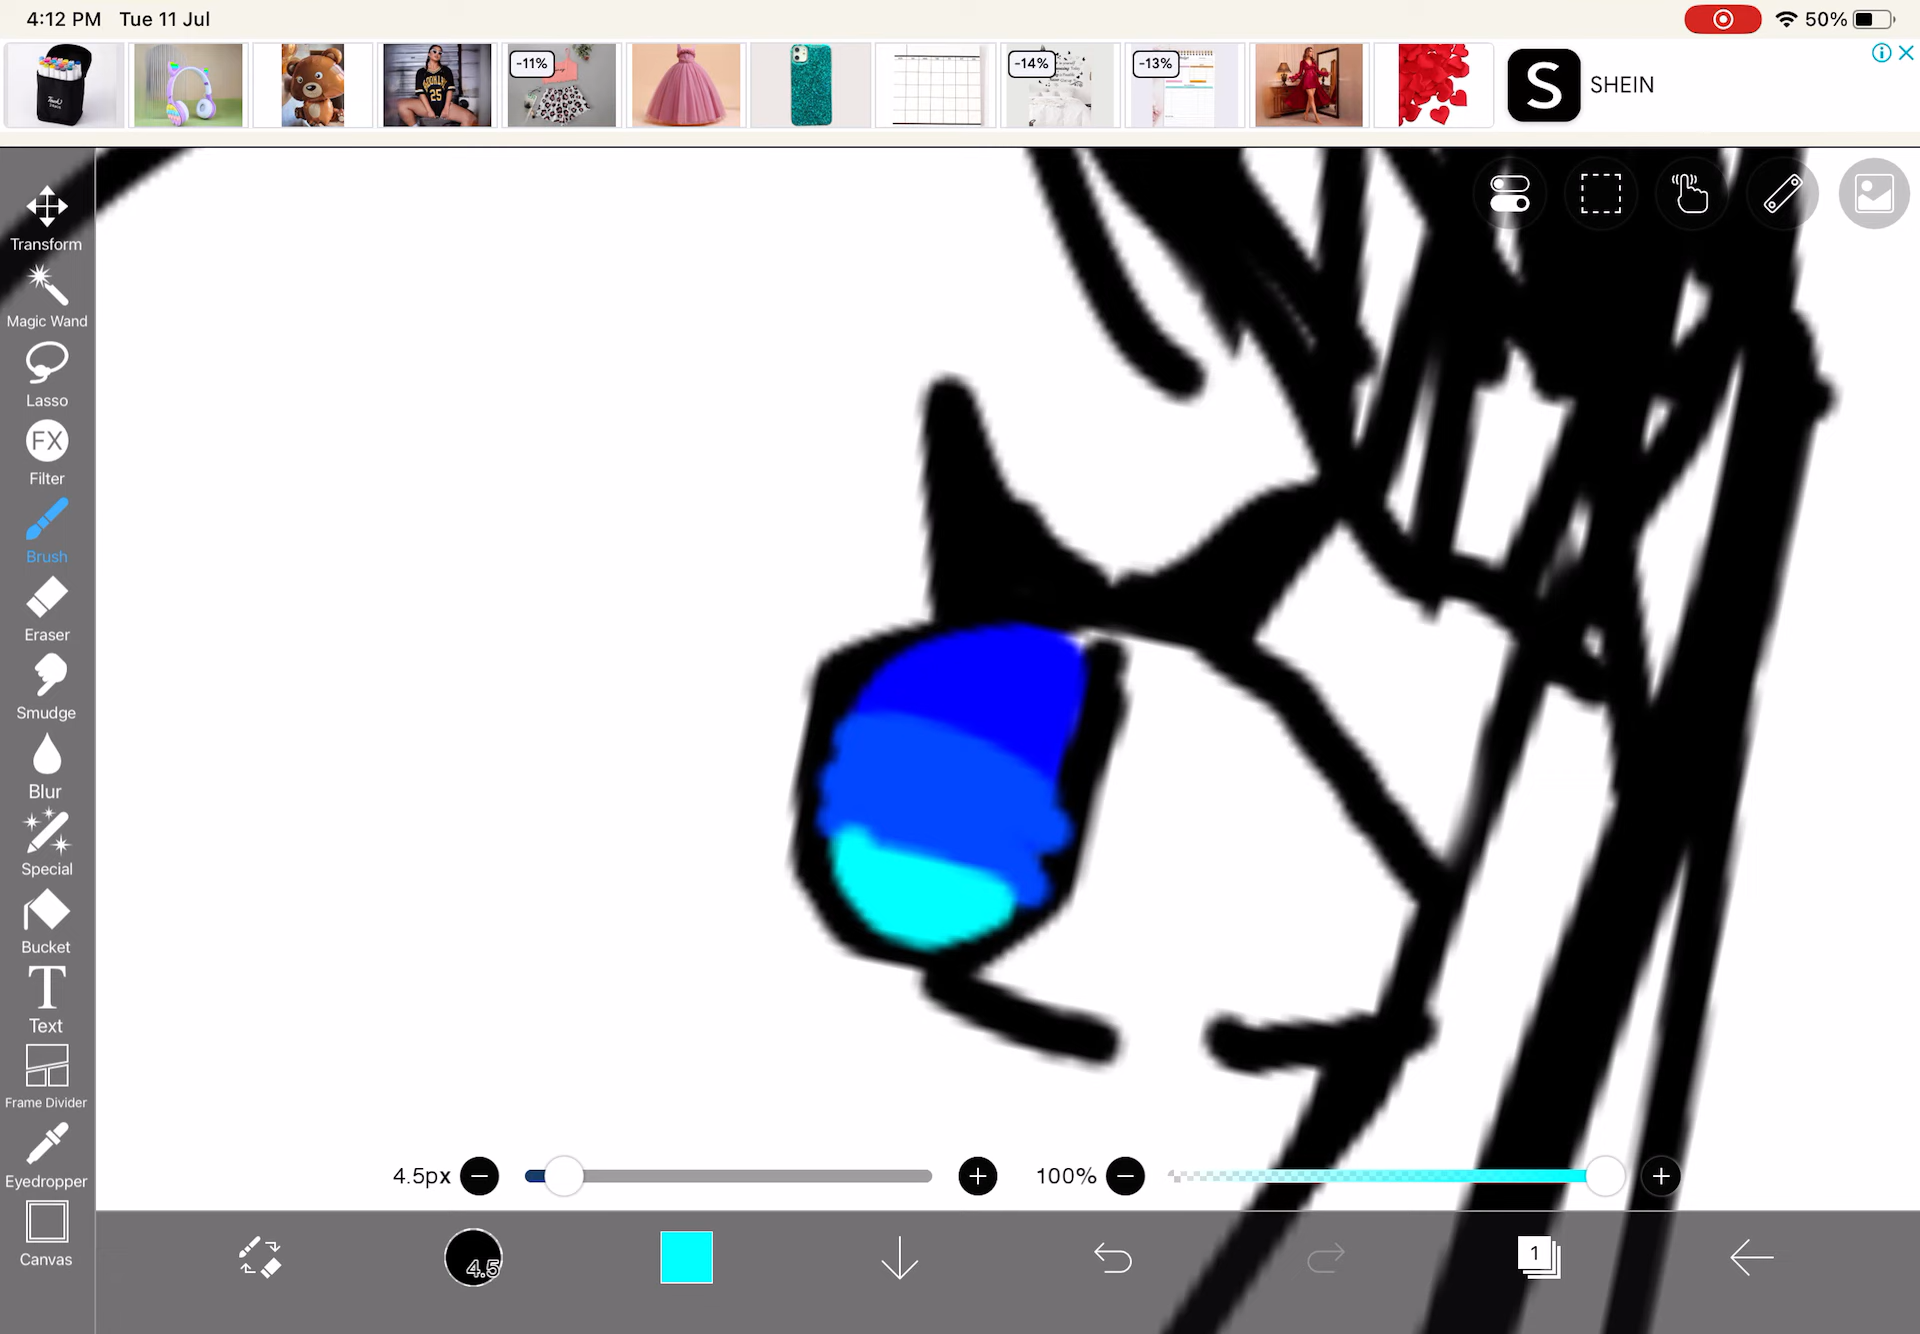 4:12 PM Tue 11 Jul
50%
-11%
-14%
-13%
S
SHEIN
Transform
Magic Wand
Lasso
FX
Filter
Brush
Eraser
Smudge
Blur
Special
Bucket
T
Text
Frame Divider
Eyedropper
Canvas
4.5px
100%
4.5
1